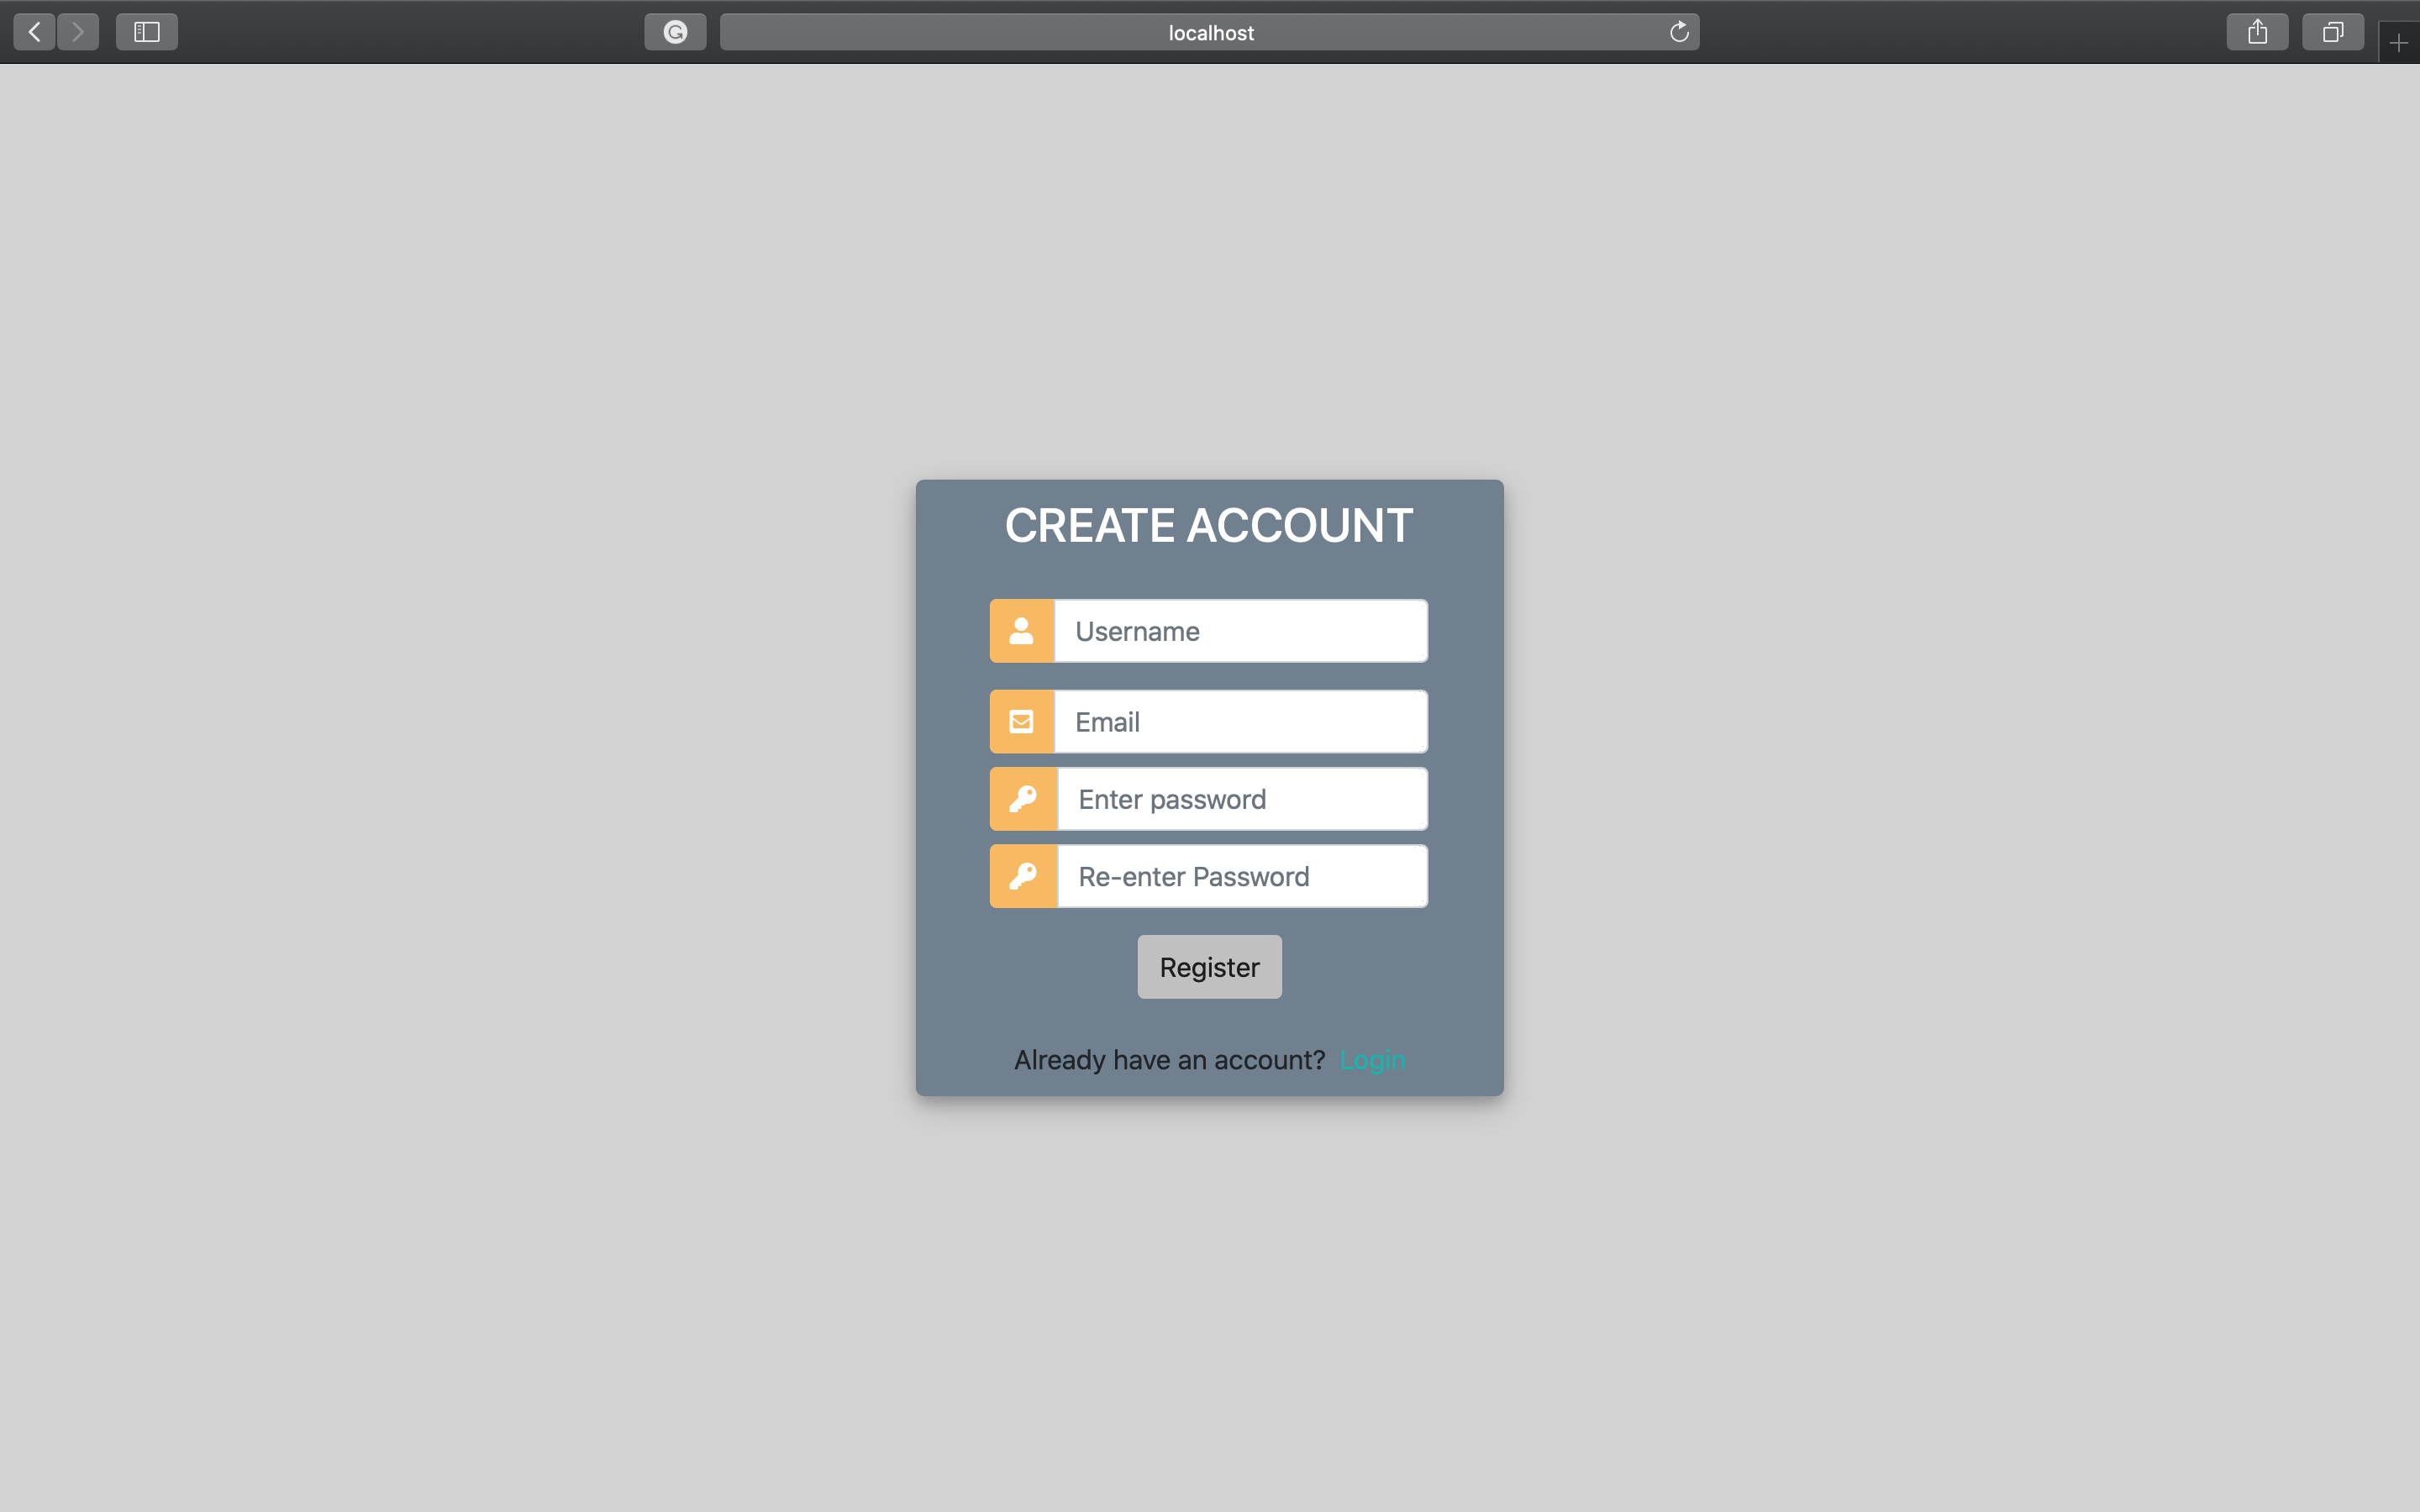 localhost
CREATE ACCOUNT
Username
Email
Enter password
Re-enter Password
Register
Already have an account? Login